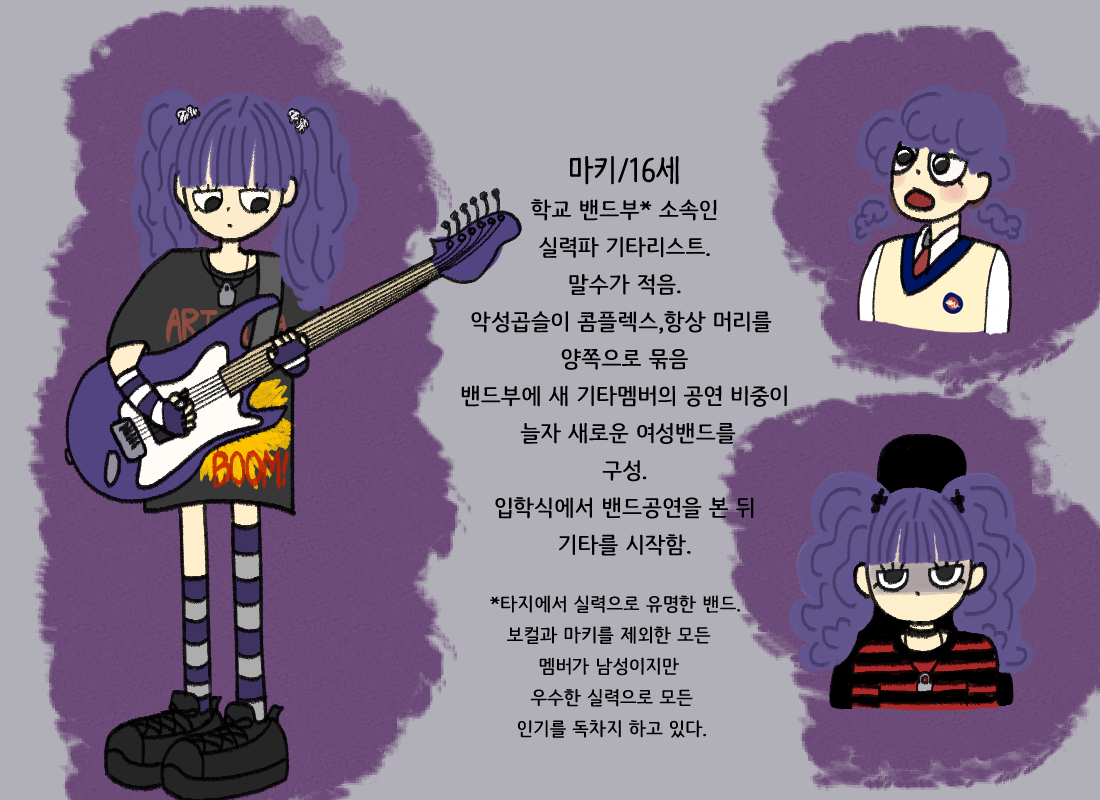 마키/16세
학교 밴드부* 소속인
실력파 기타리스트.
말수가 적음.
악성곱슬이 콤플렉스,항상 머리를
양쪽으로 묶음
밴드부에 새 기타멤버의 공연 비중이
늘자 새로운 여성밴드를
구성.
입학식에서 밴드공연을 본 뒤
기타를 시작함.
*타지에서 실력으로 유명한 밴드.
보컬과 마키를 제외한 모든
멤버가 남성이지만
우수한 실력으로 모든
인기를 독차지 하고 있다.
ART
BOOM!